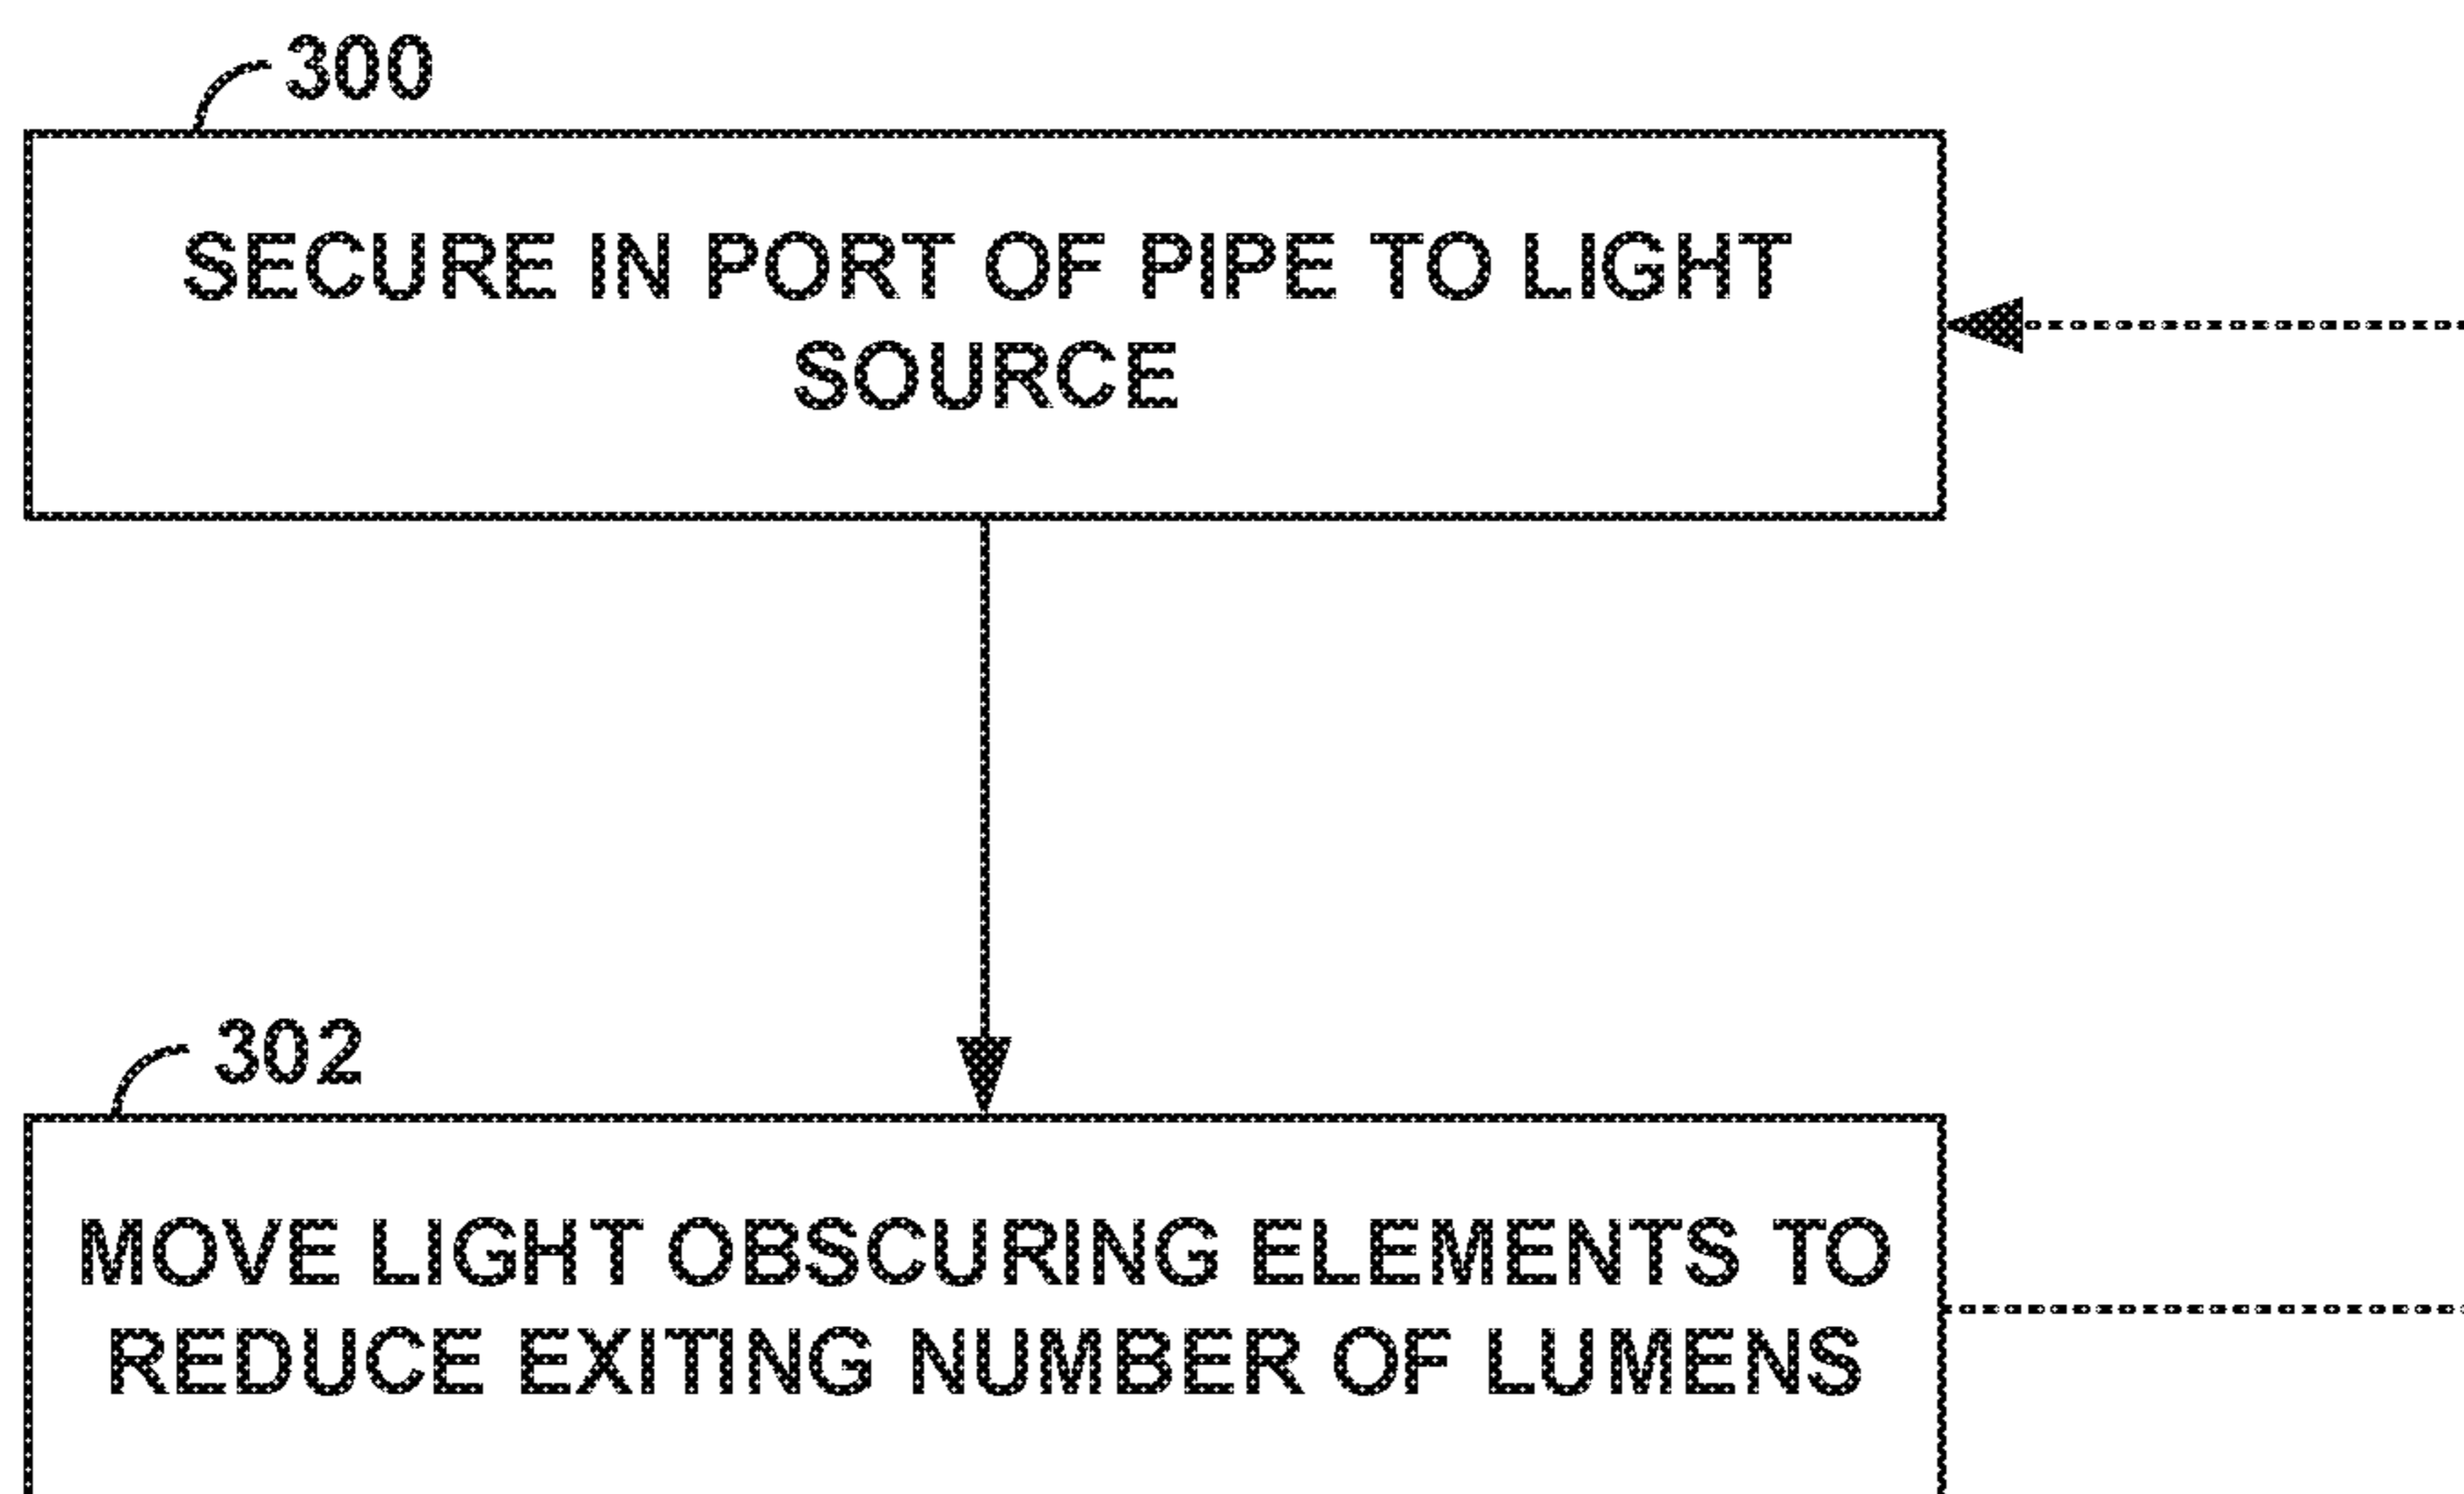 300
SECURE IN PORT OF PIPE TO LIGHT
SOURCE
302
MOVE LIGHT OBSCURING ELEMENTS TO
REDUCE EXITING NUMBER OF LUMENS